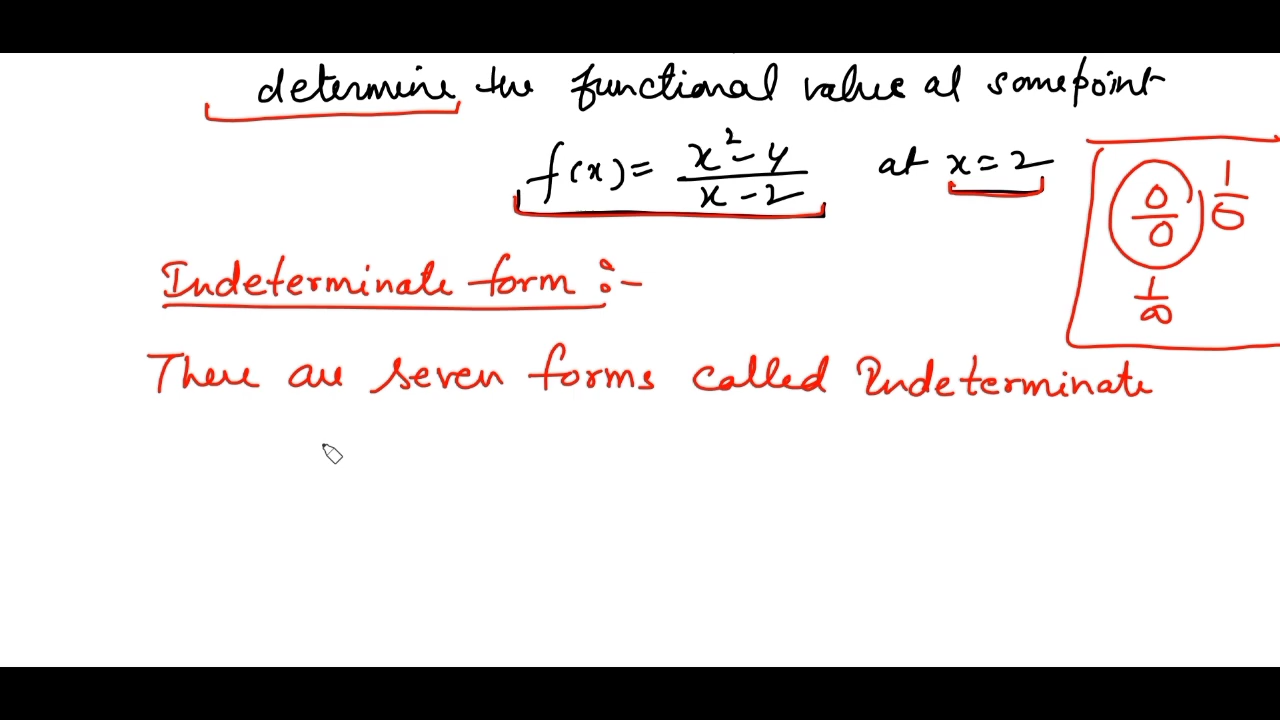 determine the functional value at some point
f(x) = x²-4 / x-2 at x = 2
0/0, 1/0
1/∞
Indeterminate form :-
There are seven forms called Indeterminate